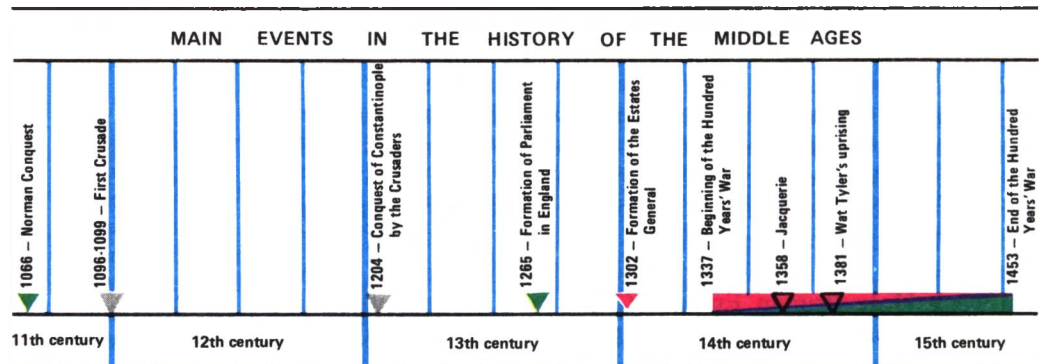 MAIN EVENTS IN THE HISTORY OF THE MIDDLE AGES
1066 – Norman Conquest
1096-1099 – First Crusade
1204 – Conquest of Constantinople
by the Crusaders
1265 – Formation of Parliament
in England
1302 – Formation of the Estates
General
1337 – Beginning of the Hundred
Years' War
1358 – Jacquerie
1381 – Wat Tyler's uprising
1453 – End of the Hundred
Years' War
11th century
12th century
13th century
14th century
15th century